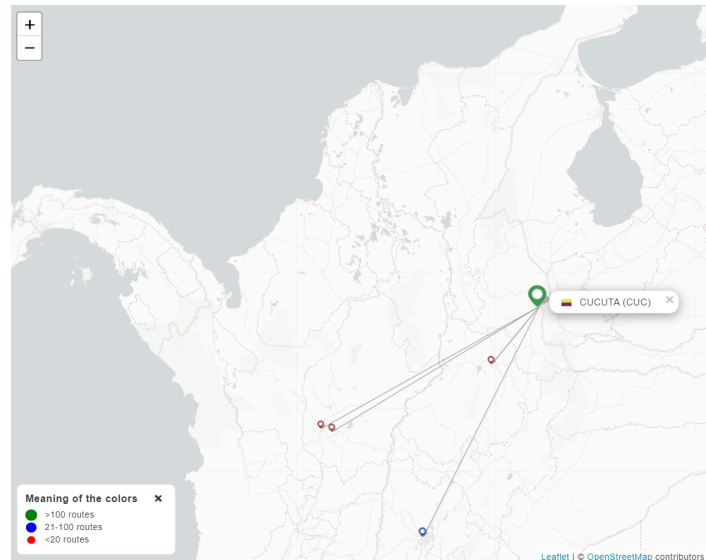 +
−
CUCUTA (CUC) ×
Meaning of the colors ×
>100 routes
21-100 routes
<20 routes
Leaflet | © OpenStreetMap contributors